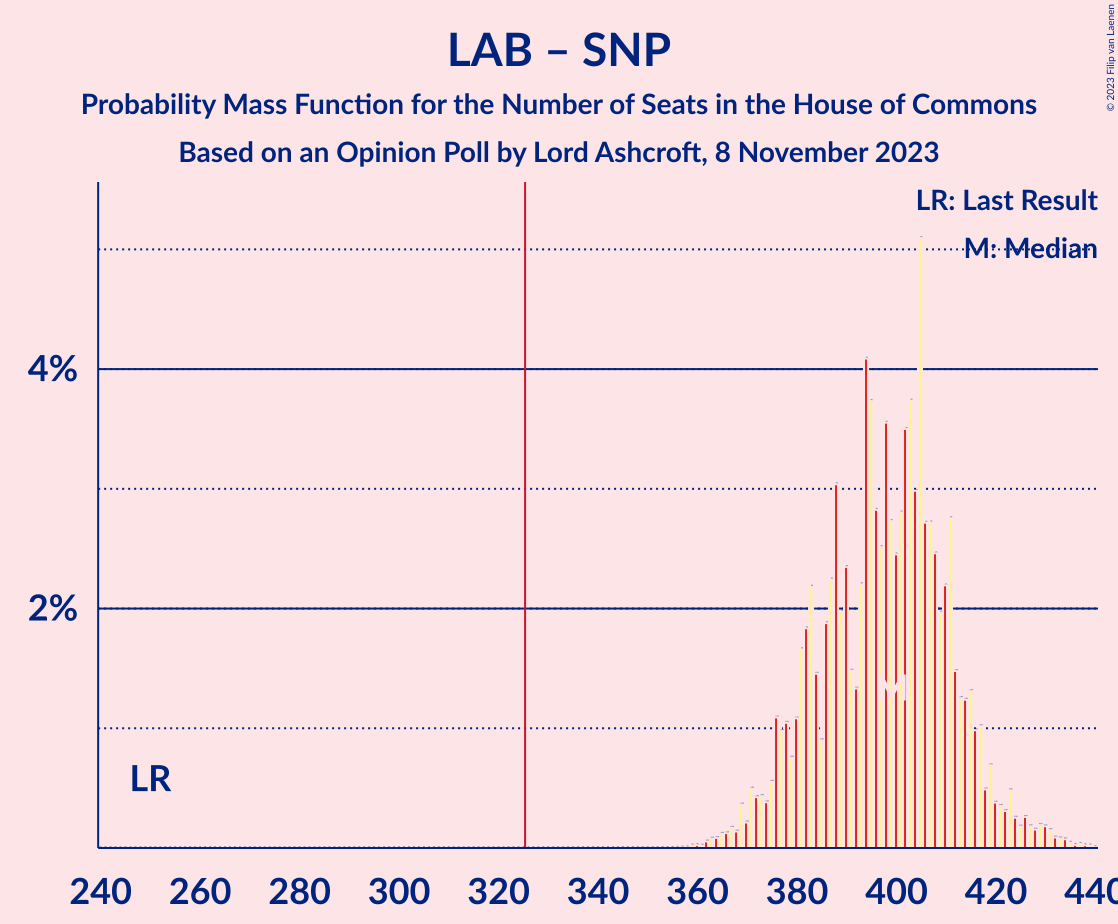 LAB – SNP
Probability Mass Function for the Number of Seats in the House of Commons
Based on an Opinion Poll by Lord Ashcroft, 8 November 2023
© 2023 Filip van Laenen
LR: Last Result
M: Median
4%
2%
LR
M
240 260 280 300 320 340 360 380 400 420 440